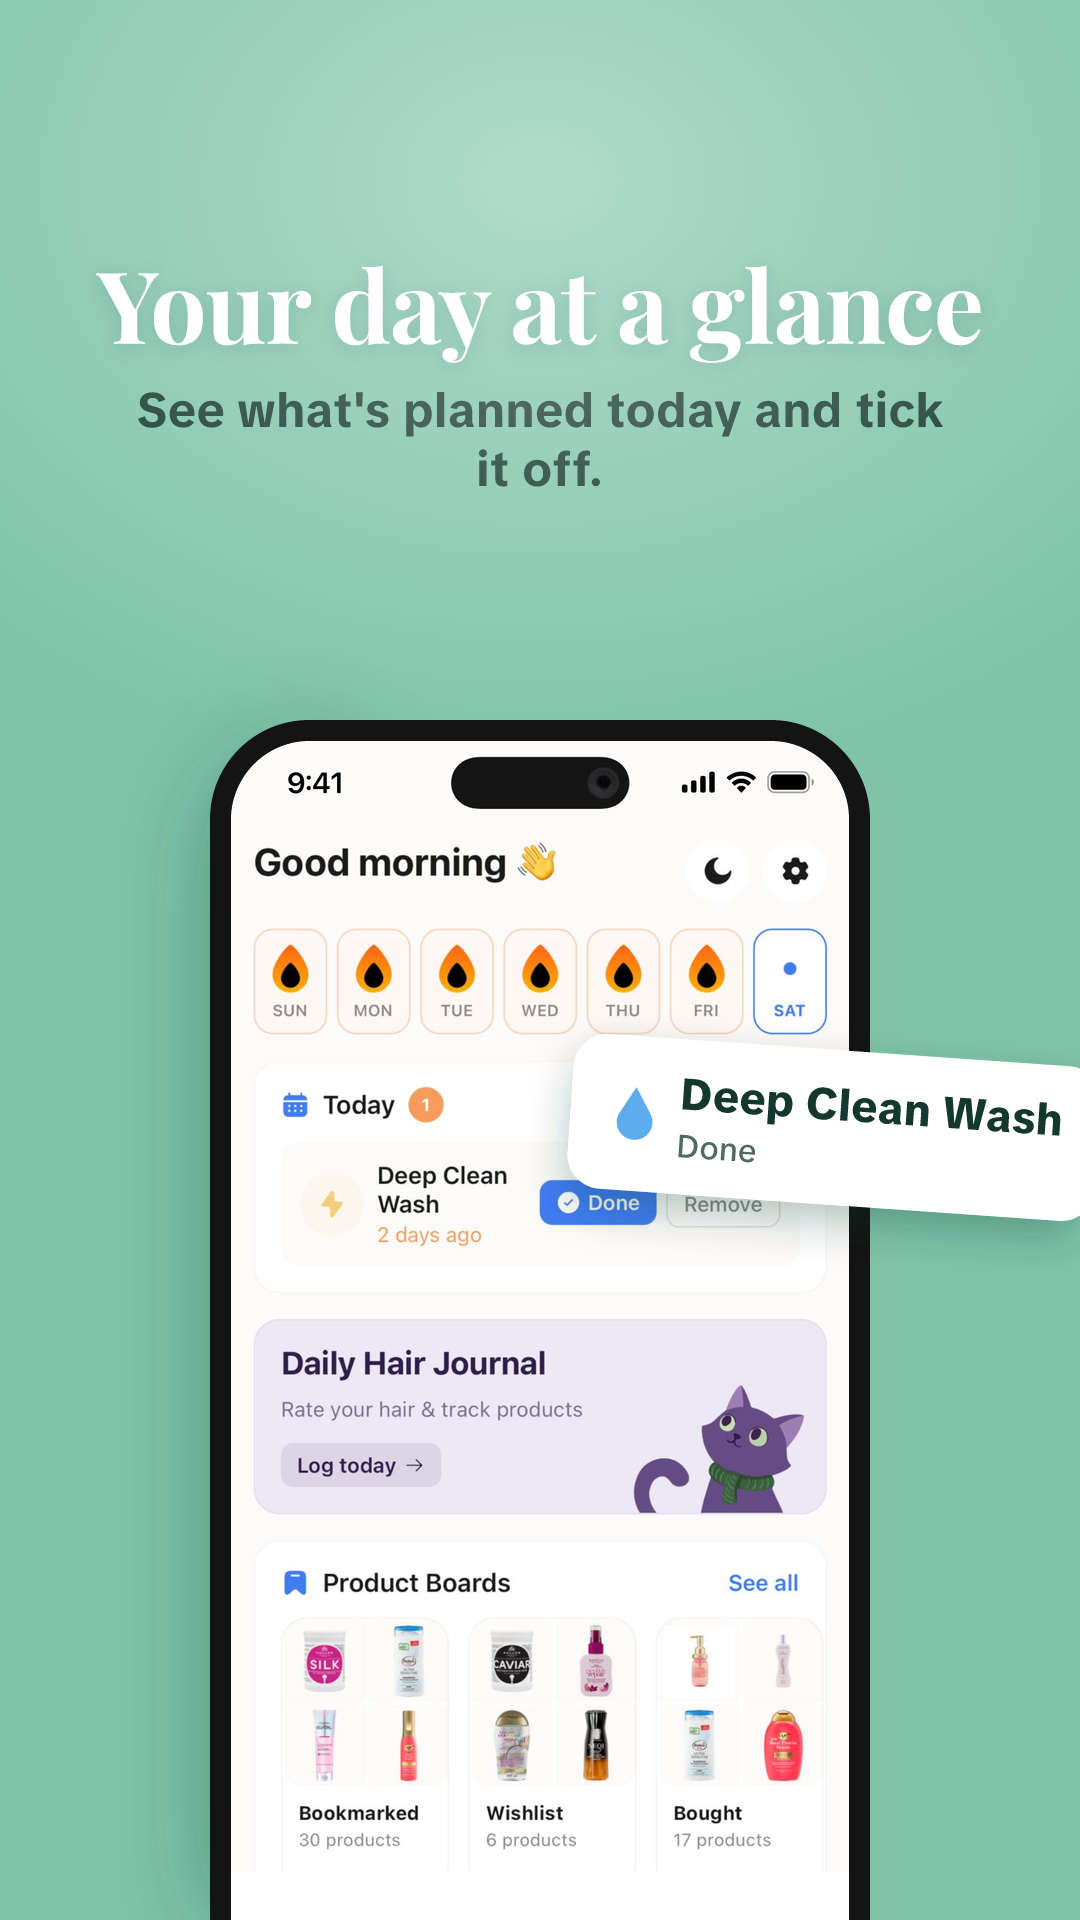 Your day at a glance
See what's planned today and tick
it off.
9:41
Good morning 👋
SUN MON TUE WED THU FRI SAT
Deep Clean Wash
Done
Today 1
Deep Clean
Wash
2 days ago
Done
Remove
Daily Hair Journal
Rate your hair & track products
Log today →
Product Boards
See all
SILK
CAVIAR
Bookmarked
30 products
Wishlist
6 products
Bought
17 products